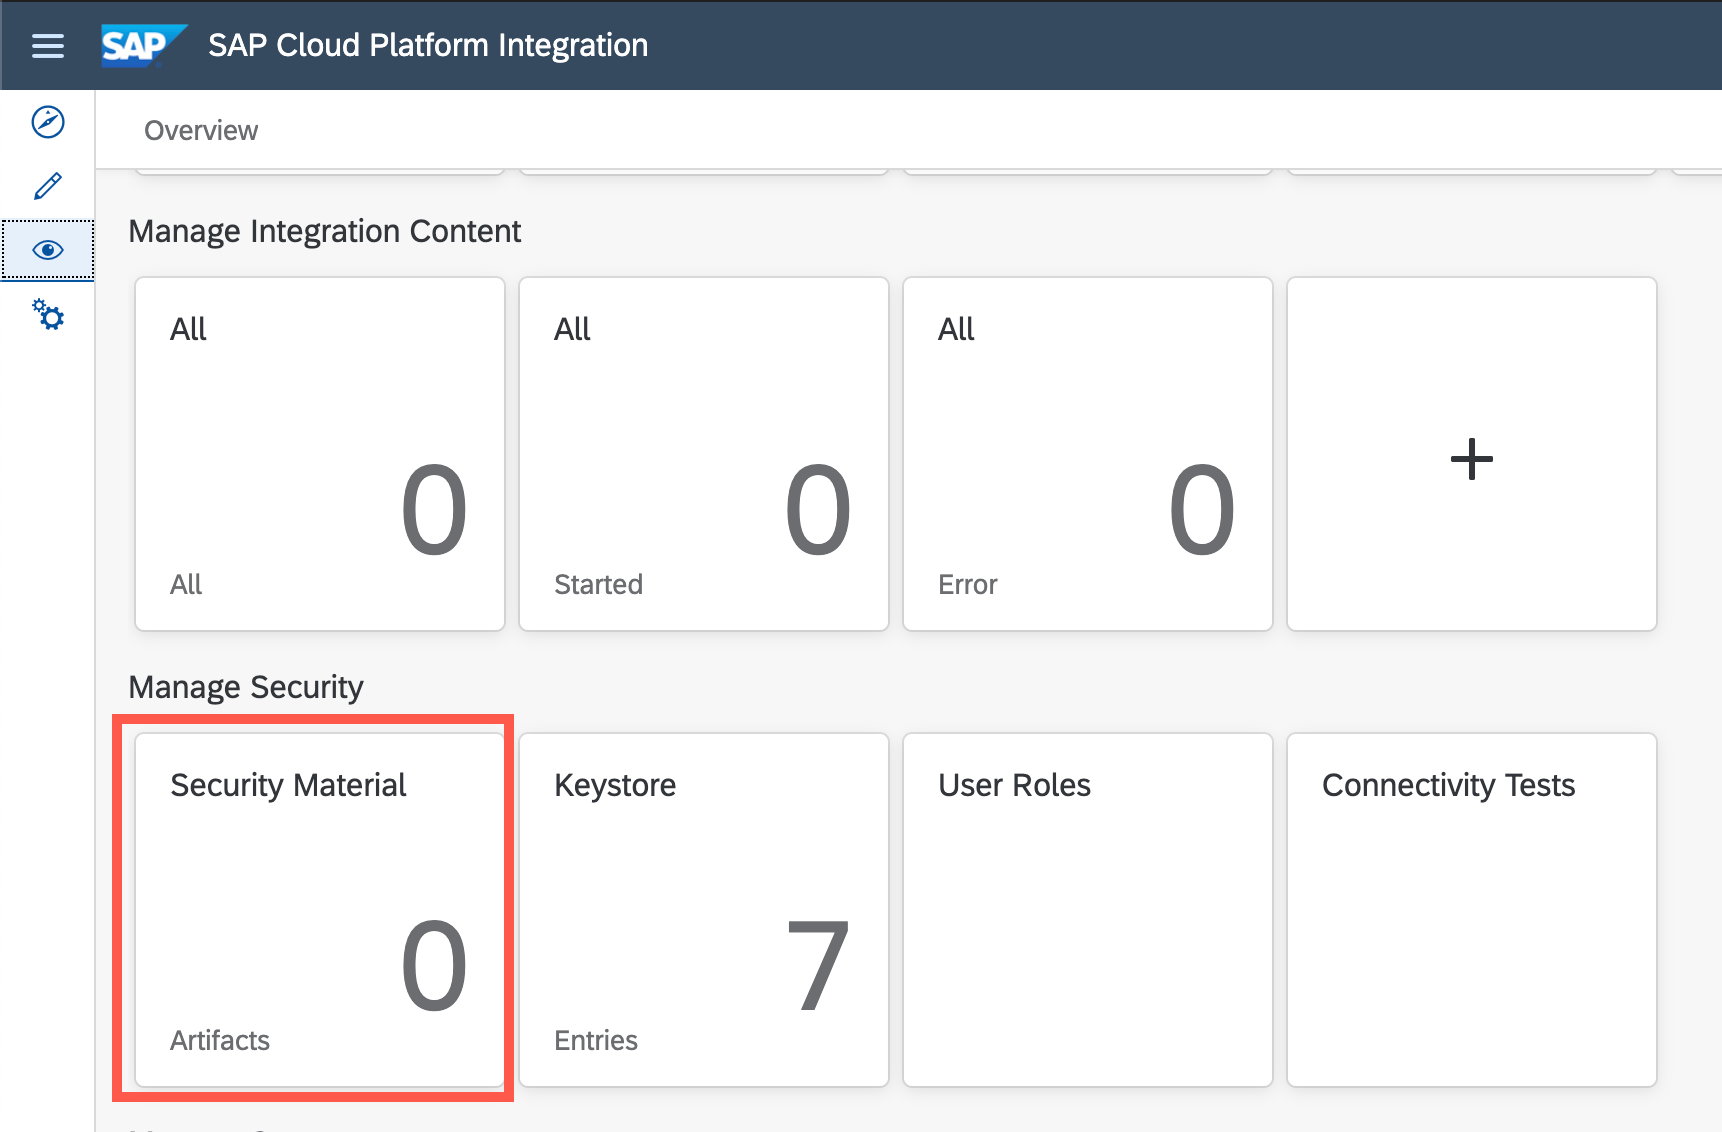 SAP SAP Cloud Platform Integration
Overview
Manage Integration Content
All
0
All
All
0
Started
All
0
Error
+
Manage Security
Security Material
0
Artifacts
Keystore
7
Entries
User Roles
Connectivity Tests